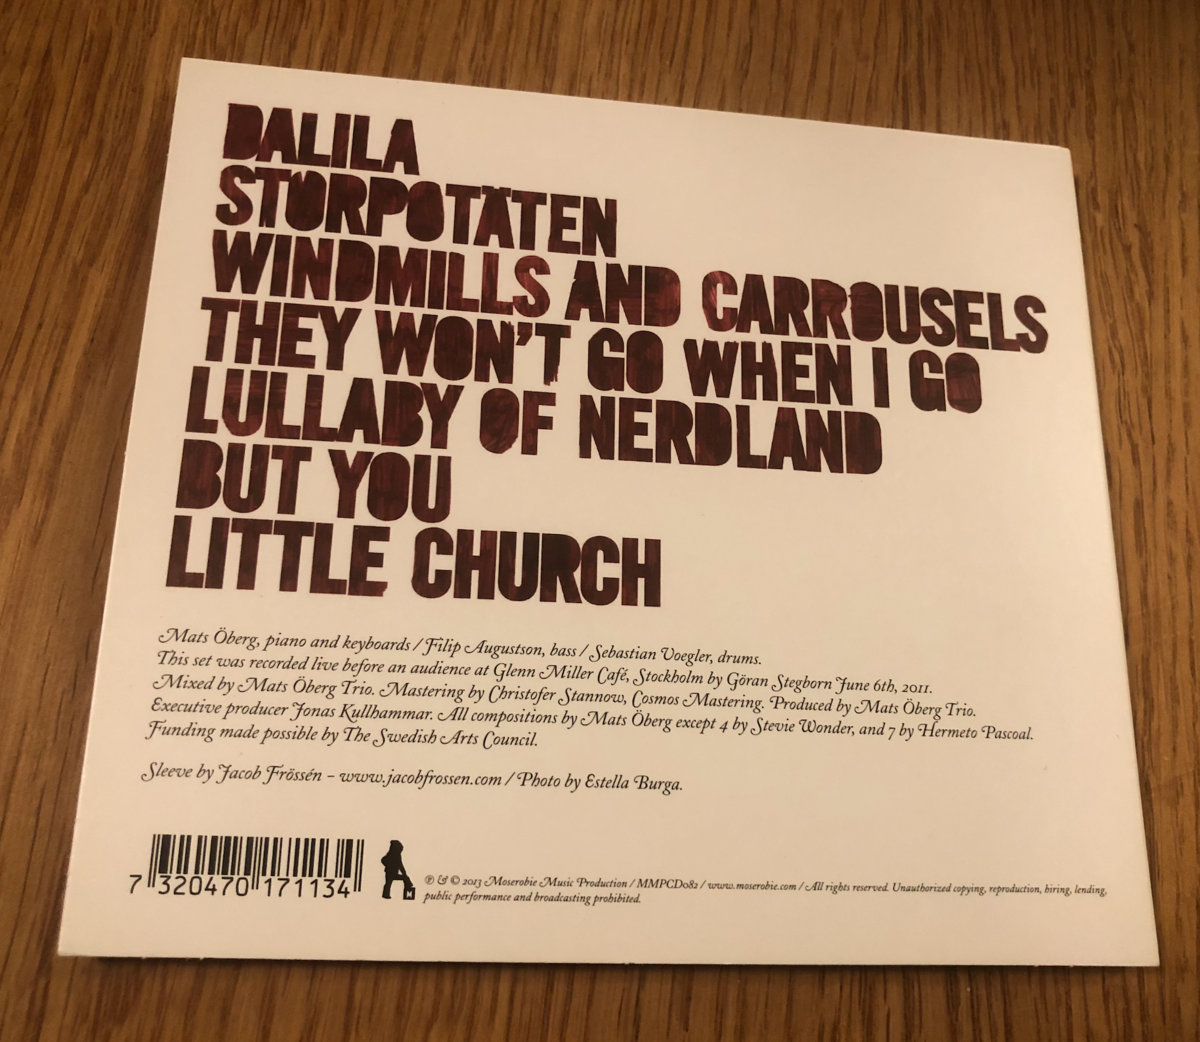 DALILA
STORPOTÄTEN
WINDMILLS AND CARROUSELS
THEY WON'T GO WHEN I GO
LULLABY OF NERDLAND
BUT YOU
LITTLE CHURCH
Mats Öberg, piano and keyboards / Filip Augustson, bass / Sebastian Voegler, drums.
This set was recorded live before an audience at Glenn Miller Café, Stockholm by Göran Stegborn June 6th, 2011.
Mixed by Mats Öberg Trio. Mastering by Christofer Stannow, Cosmos Mastering. Produced by Mats Öberg Trio.
Executive producer Jonas Kullhammar. All compositions by Mats Öberg except 4 by Stevie Wonder, and 7 by Hermeto Pascoal.
Funding made possible by The Swedish Arts Council.
Sleeve by Jacob Frössén – www.jacobfrossen.com / Photo by Estella Burga.
7 320470 171134
M
℗ & © 2013 Moserobie Music Production / MMPCD082 / www.moserobie.com / All rights reserved. Unauthorized copying, reproduction, hiring, lending,
public performance and broadcasting prohibited.